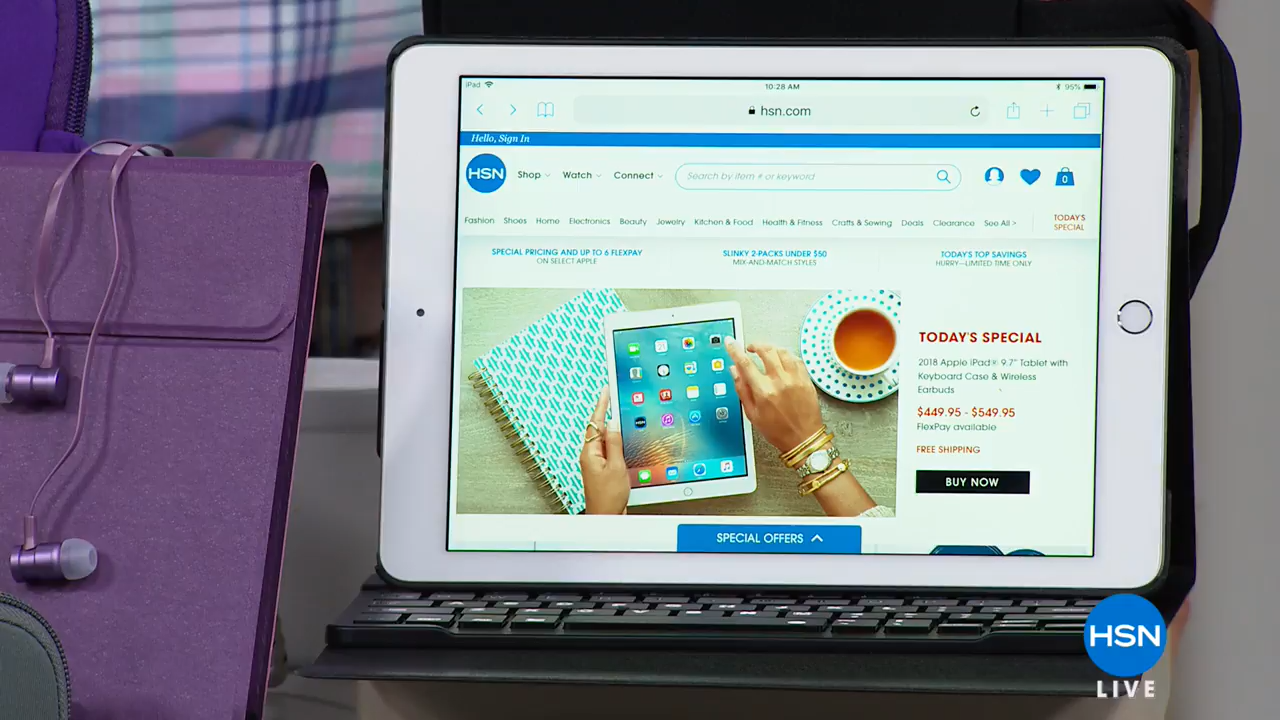 iPad
10:28 AM
95%
hsn.com
Hello, Sign In
HSN
Shop
Watch
Connect
Search by item # or keyword
0
Fashion Shoes Home Electronics Beauty Jewelry Kitchen & Food Health & Fitness Crafts & Sewing Deals Clearance See All >
TODAY'S
SPECIAL
SPECIAL PRICING AND UP TO 6 FLEXPAY
ON SELECT APPLE
SLINKY 2-PACKS UNDER $50
MIX-AND-MATCH STYLES
TODAY'S TOP SAVINGS
HURRY—LIMITED TIME ONLY
TODAY'S SPECIAL
2018 Apple iPad® 9.7" Tablet with
Keyboard Case & Wireless
Earbuds
$449.95 - $549.95
FlexPay available
FREE SHIPPING
BUY NOW
SPECIAL OFFERS
HSN
LIVE